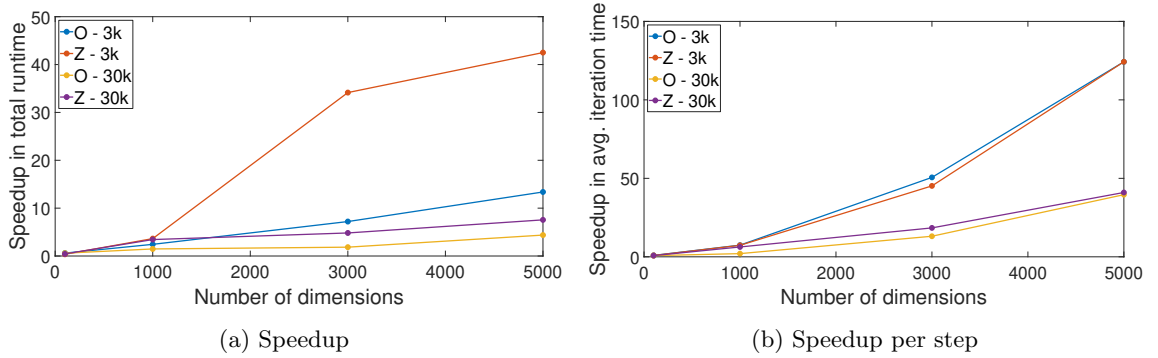 Speedup in total runtime
50
40
30
20
10
0
O - 3k
Z - 3k
O - 30k
Z - 30k
0 1000 2000 3000 4000 5000
Number of dimensions
(a) Speedup
Speedup in avg. iteration time
150
100
50
0
O - 3k
Z - 3k
O - 30k
Z - 30k
0 1000 2000 3000 4000 5000
Number of dimensions
(b) Speedup per step